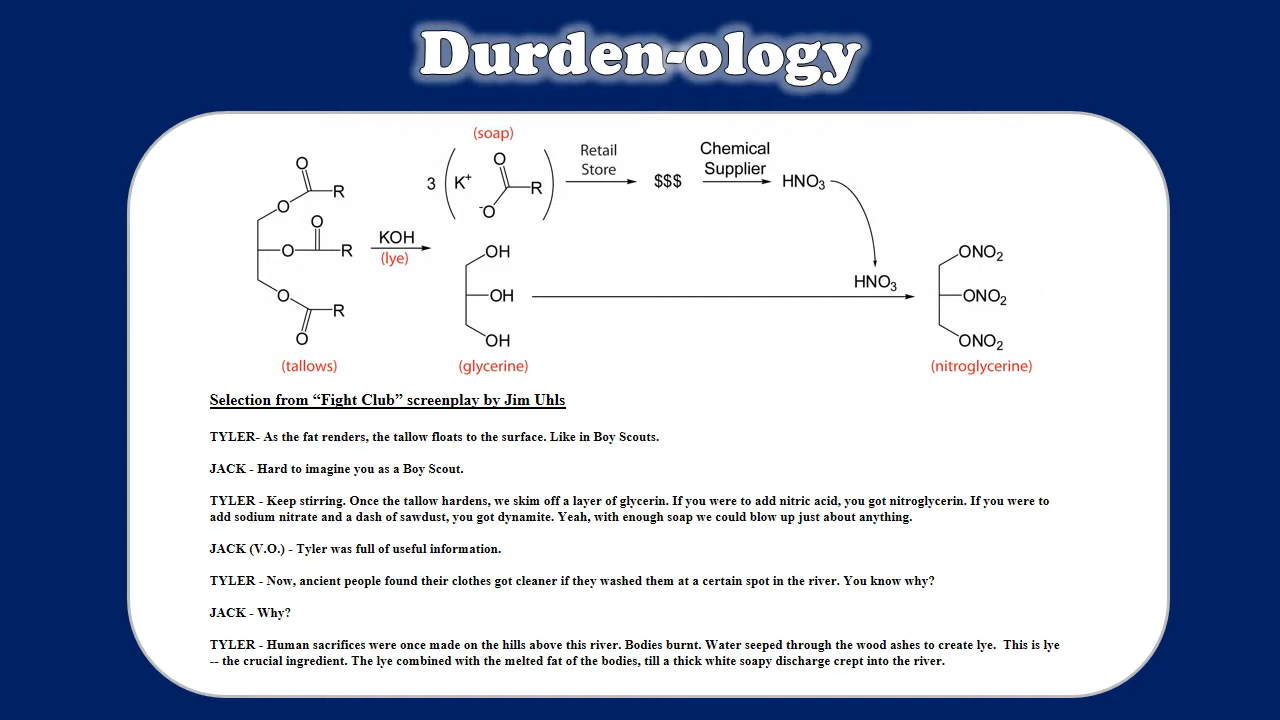 Durden-ology
(soap)
O
K⁺
3
R
⁻O
Retail
Store
$$$
Chemical
Supplier
HNO₃
O
O
R
O
O
R
O
R
O
(tallows)
KOH
(lye)
OH
OH
OH
(glycerine)
HNO₃
ONO₂
ONO₂
ONO₂
(nitroglycerine)
Selection from “Fight Club” screenplay by Jim Uhls
TYLER- As the fat renders, the tallow floats to the surface. Like in Boy Scouts.
JACK - Hard to imagine you as a Boy Scout.
TYLER - Keep stirring. Once the tallow hardens, we skim off a layer of glycerin. If you were to add nitric acid, you got nitroglycerin. If you were to
add sodium nitrate and a dash of sawdust, you got dynamite. Yeah, with enough soap we could blow up just about anything.
JACK (V.O.) - Tyler was full of useful information.
TYLER - Now, ancient people found their clothes got cleaner if they washed them at a certain spot in the river. You know why?
JACK - Why?
TYLER - Human sacrifices were once made on the hills above this river. Bodies burnt. Water seeped through the wood ashes to create lye.  This is lye
-- the crucial ingredient. The lye combined with the melted fat of the bodies, till a thick white soapy discharge crept into the river.